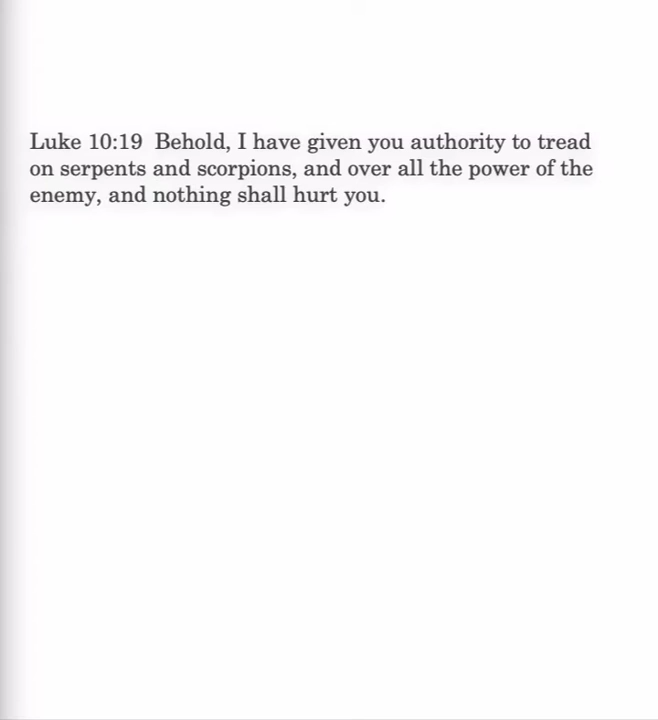 Luke 10:19 Behold, I have given you authority to tread
on serpents and scorpions, and over all the power of the
enemy, and nothing shall hurt you.